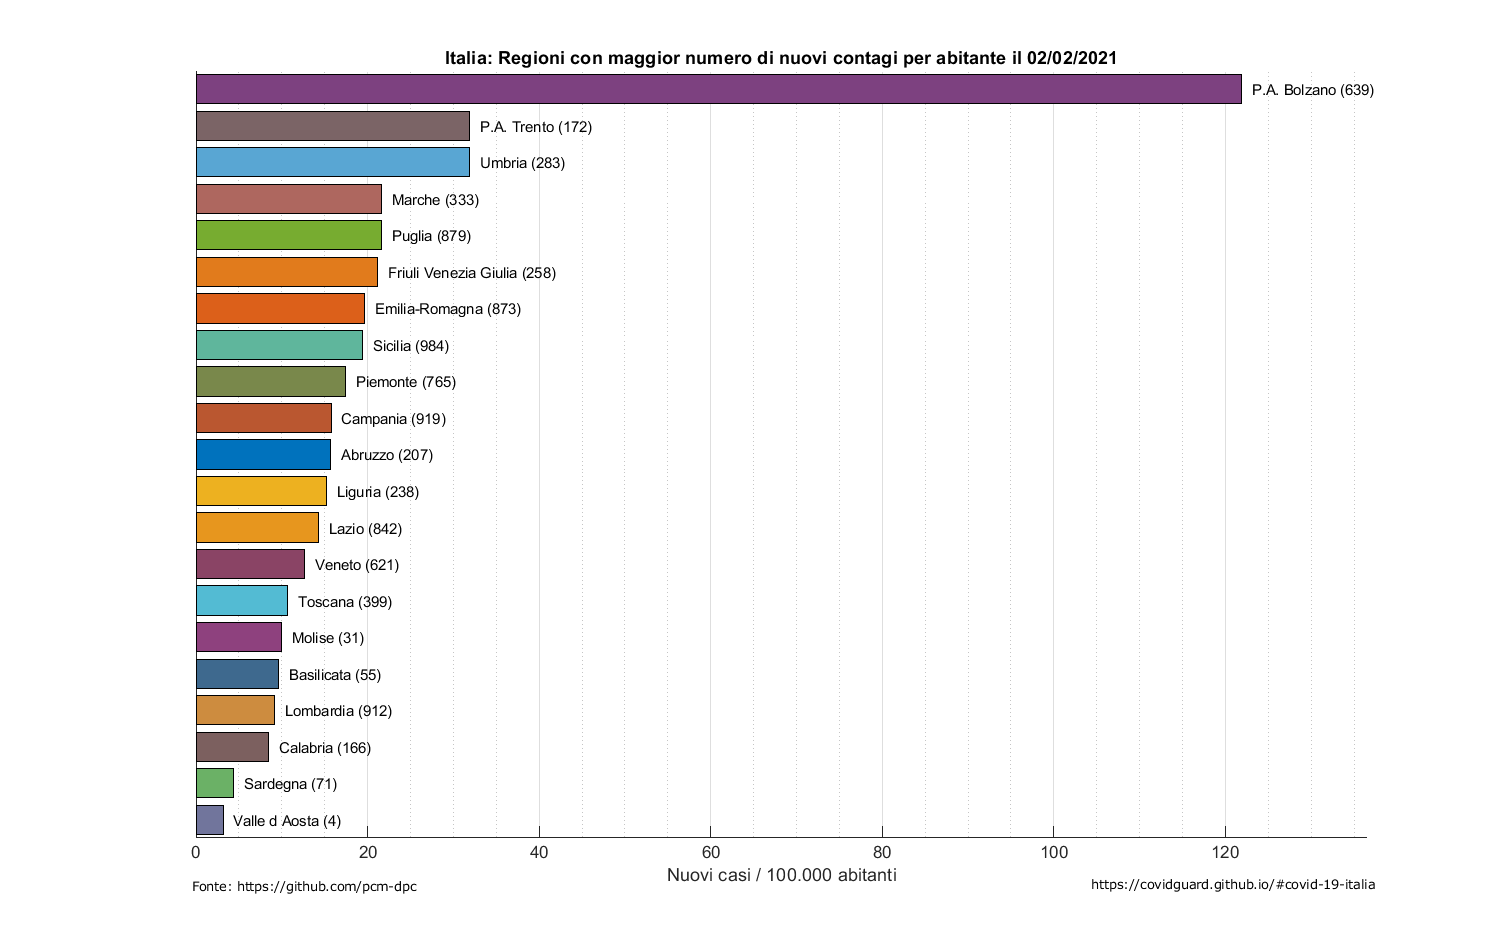 Italia: Regioni con maggior numero di nuovi contagi per abitante il 02/02/2021
P.A. Bolzano (639)
P.A. Trento (172)
Umbria (283)
Marche (333)
Puglia (879)
Friuli Venezia Giulia (258)
Emilia-Romagna (873)
Sicilia (984)
Piemonte (765)
Campania (919)
Abruzzo (207)
Liguria (238)
Lazio (842)
Veneto (621)
Toscana (399)
Molise (31)
Basilicata (55)
Lombardia (912)
Calabria (166)
Sardegna (71)
Valle d Aosta (4)
0 20 40 60 80 100 120
Nuovi casi / 100.000 abitanti
Fonte: https://github.com/pcm-dpc
https://covidguard.github.io/#covid-19-italia